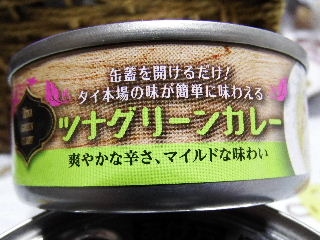 缶蓋を開けるだけ!
タイ本場の味が簡単に味わえる
ツナグリーンカレー
爽やかな辛さ、マイルドな味わい